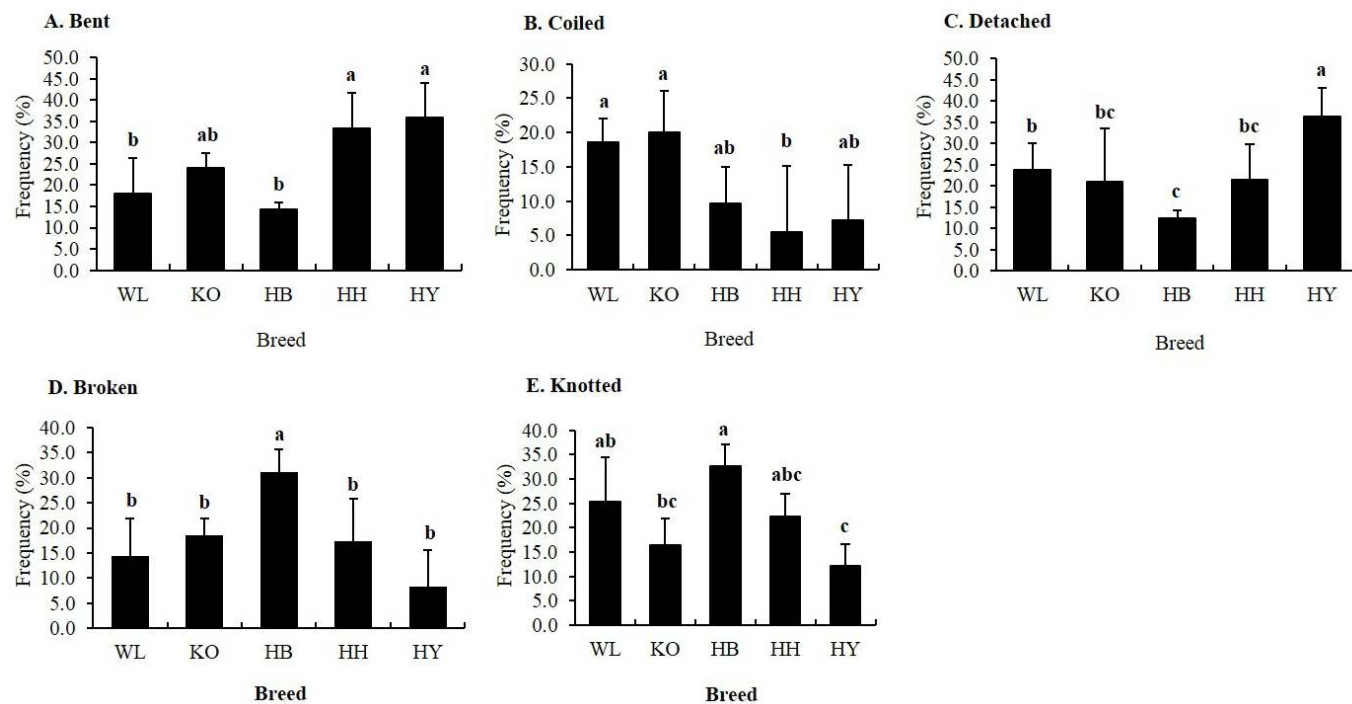 A. Bent
Frequency (%)
50.0
45.0
40.0
35.0
30.0
25.0
20.0
15.0
10.0
5.0
0.0
b
ab
b
a
a
WL KO HB HH HY
Breed
B. Coiled
Frequency (%)
30.0
25.0
20.0
15.0
10.0
5.0
0.0
a
a
ab
b
ab
WL KO HB HH HY
Breed
C. Detached
Frequency (%)
50.0
45.0
40.0
35.0
30.0
25.0
20.0
15.0
10.0
5.0
0.0
b
bc
c
bc
a
WL KO HB HH HY
Breed
D. Broken
Frequency (%)
40.0
35.0
30.0
25.0
20.0
15.0
10.0
5.0
0.0
b
b
a
b
b
WL KO HB HH HY
Breed
E. Knotted
Frequency (%)
40.0
35.0
30.0
25.0
20.0
15.0
10.0
5.0
0.0
ab
bc
a
abc
c
WL KO HB HH HY
Breed